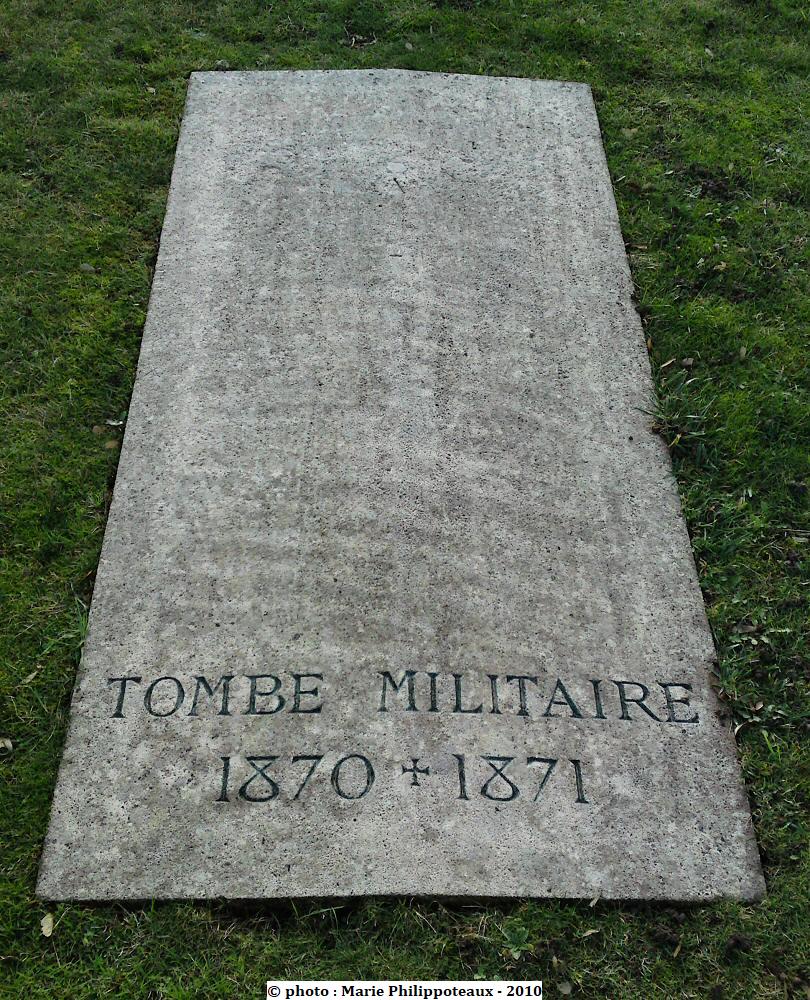 TOMBE MILITAIRE
1870 + 1871
© photo : Marie Philippoteaux - 2010